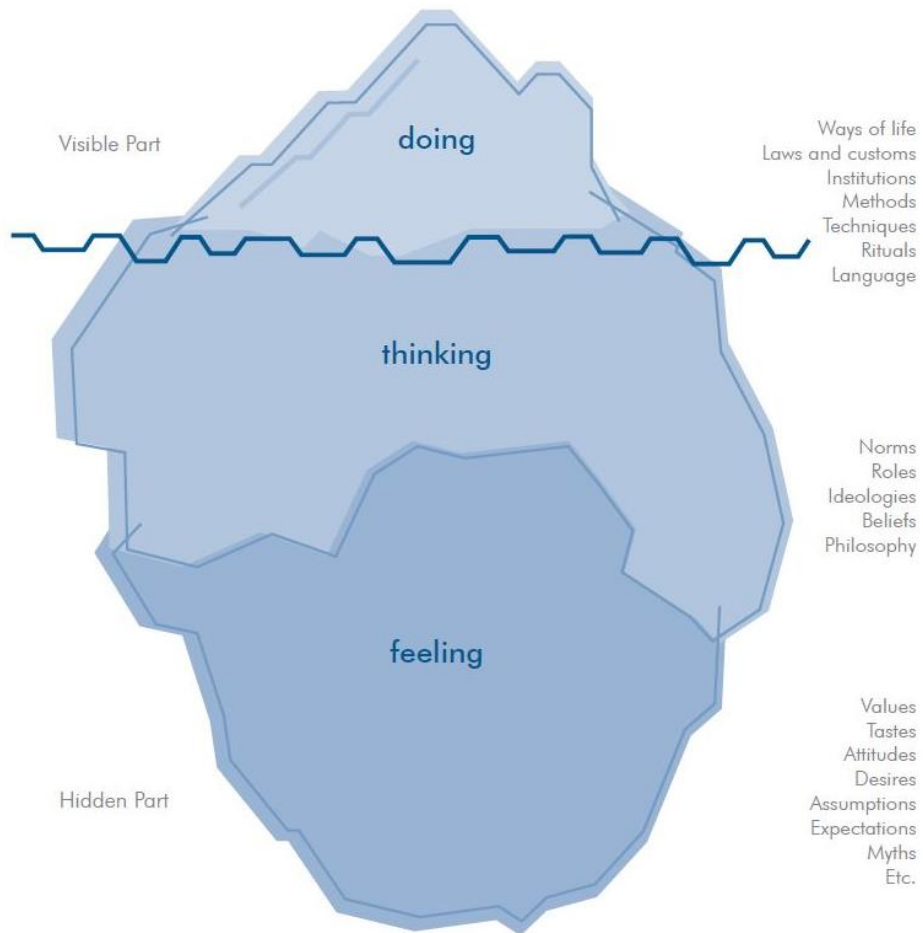 doing
Visible Part
Ways of life
Laws and customs
Institutions
Methods
Techniques
Rituals
Language
thinking
Norms
Roles
Ideologies
Beliefs
Philosophy
feeling
Values
Tastes
Attitudes
Desires
Assumptions
Expectations
Myths
Etc.
Hidden Part